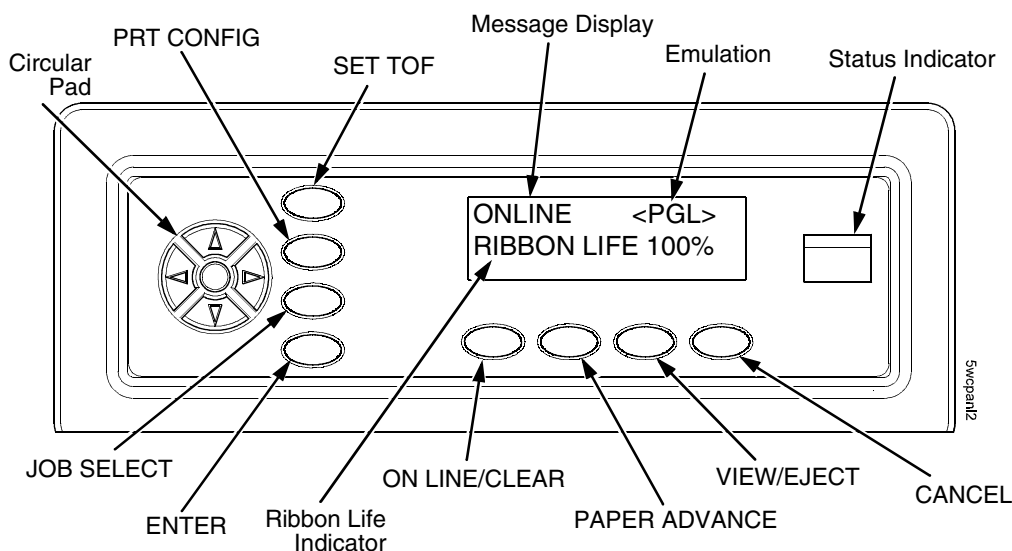 Message Display
PRT CONFIG
Emulation
Circular
Pad
SET TOF
Status Indicator
ONLINE <PGL>
RIBBON LIFE 100%
5wcpanl2
JOB SELECT
ON LINE/CLEAR
VIEW/EJECT
CANCEL
ENTER
Ribbon Life
Indicator
PAPER ADVANCE